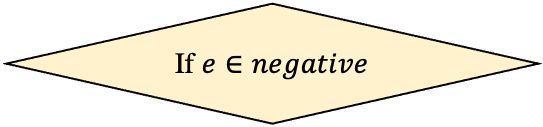 If e ∈ negative